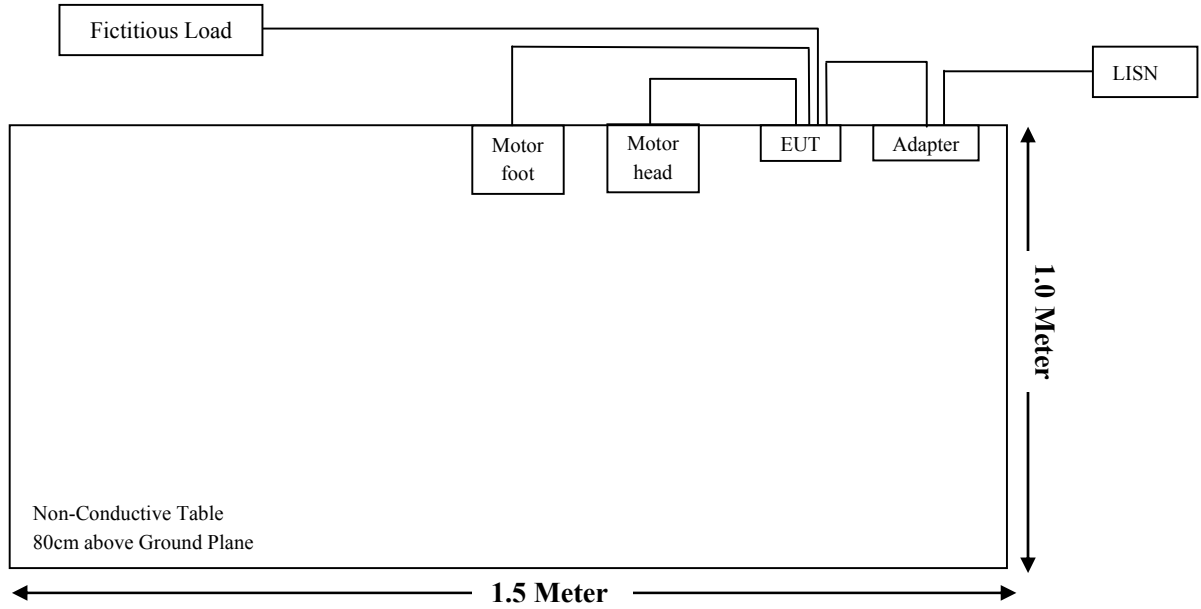 Fictitious Load
LISN
Motor
foot
Motor
head
EUT
Adapter
1.0 Meter
Non-Conductive Table
80cm above Ground Plane
1.5 Meter